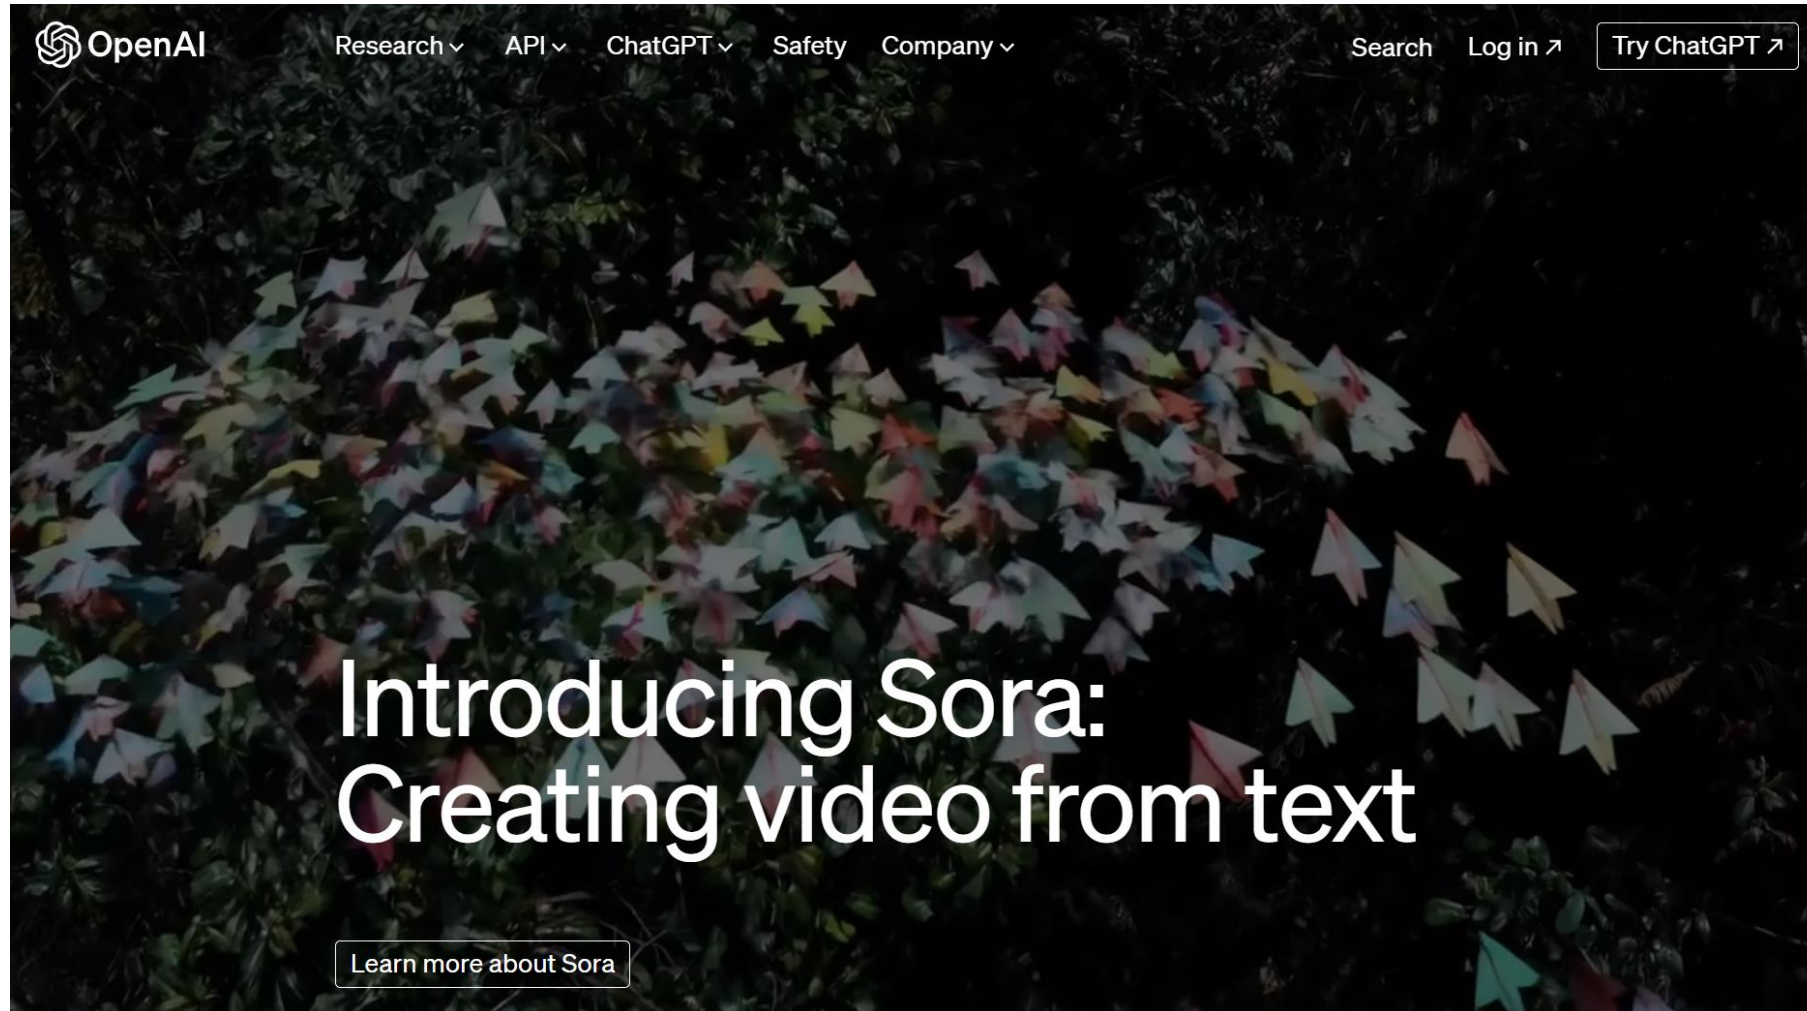 OpenAI
Research
API
ChatGPT
Safety
Company
Search
Log in ↗
Try ChatGPT ↗
Introducing Sora:
Creating video from text
Learn more about Sora